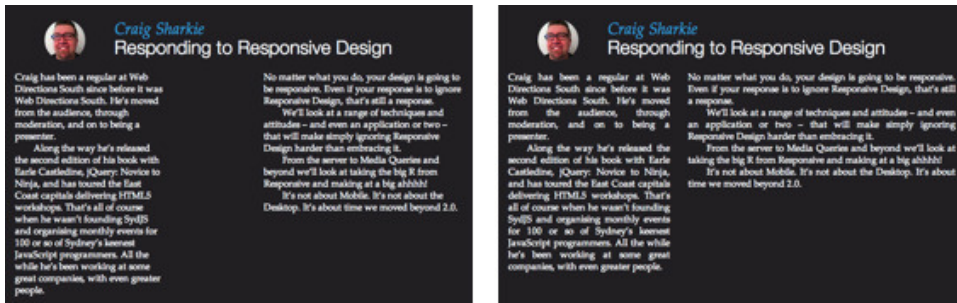 Craig Sharkie
Responding to Responsive Design
Craig has been a regular at Web
Directions South since before it was
Web Directions South. He's moved
from the audience, through
moderation, and on to being a
presenter.
Along the way he's released
the second edition of his book with
Earle Castledine, jQuery: Novice to
Ninja, and has toured the East
Coast capitals delivering HTML5
workshops. That's all of course
when he wasn't founding SydJS
and organising monthly events for
100 or so of Sydney's keenest
JavaScript programmers. All the
while he's been working at some
great companies, with even greater
people.
No matter what you do, your design is going to
be responsive. Even if your response is to ignore
Responsive Design, that's still a response.
We'll look at a range of techniques and
attitudes – and even an application or two –
that will make simply ignoring Responsive
Design harder than embracing it.
From the server to Media Queries and
beyond we'll look at taking the big R from
Responsive and making at a big ahhhh!
It's not about Mobile. It's not about the
Desktop. It's about time we moved beyond 2.0.
Craig Sharkie
Responding to Responsive Design
Craig has been a regular at Web
Directions South since before it was
Web Directions South. He's moved
from the audience, through
moderation, and on to being a
presenter.
Along the way he's released the
second edition of his book with Earle
Castledine, jQuery: Novice to Ninja,
and has toured the East Coast capitals
delivering HTML5 workshops. That's
all of course when he wasn't founding
SydJS and organising monthly events
for 100 or so of Sydney's keenest
JavaScript programmers. All the while
he's been working at some great
companies, with even greater people.
No matter what you do, your design is going to be responsive.
Even if your response is to ignore Responsive Design, that's still
a response.
We'll look at a range of techniques and attitudes – and even
an application or two – that will make simply ignoring
Responsive Design harder than embracing it.
From the server to Media Queries and beyond we'll look at
taking the big R from Responsive and making at a big ahhhh!
It's not about Mobile. It's not about the Desktop. It's about
time we moved beyond 2.0.